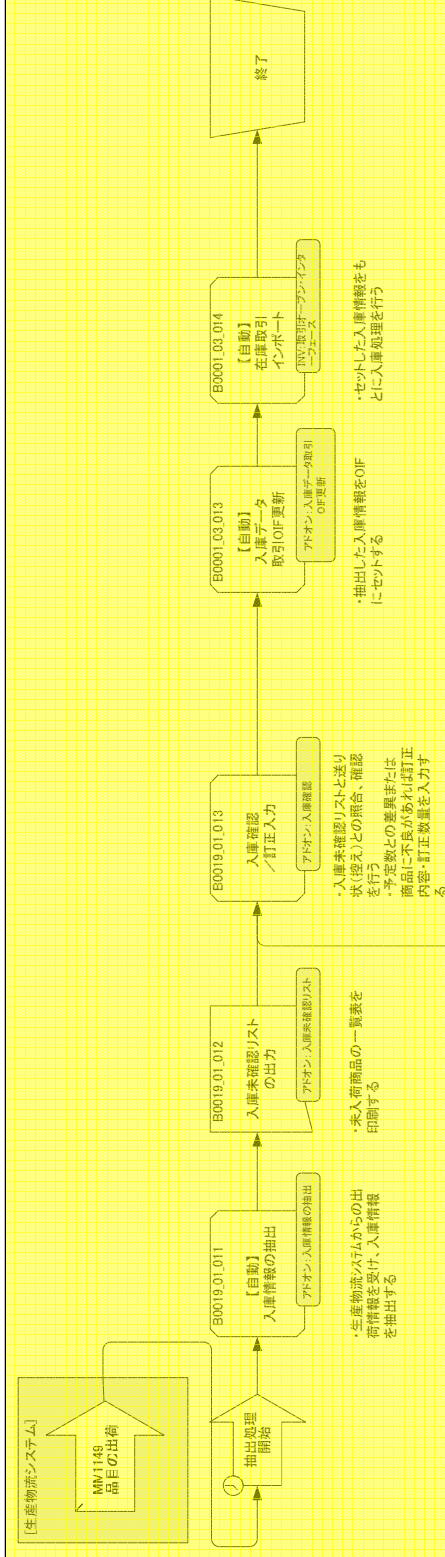 [生産物流システム]
MM1149
品目の出荷
抽出処理
開始
B0019_01_011
【自動】
入庫情報の抽出
アドオン:入庫情報の抽出
・生産物流システムからの出
荷情報を受け、入庫情報
を抽出する
B0019_01_012
入庫未確認リスト
の出力
アドオン:入庫未確認リスト
・未入荷商品の一覧表を
印刷する
B0019_01_013
入庫確認
／訂正入力
アドオン:入庫確認
・入庫未確認リストと送り
状(控え)との照合、確認
を行う
・予定数との差異または
商品に不良があれば訂正
内容・訂正数量を入力す
る
B0001_03_013
【自動】
入庫データ
取引OIF更新
アドオン:入庫データ取引
OIF更新
・抽出した入庫情報をOIF
にセットする
B0001_03_014
【自動】
在庫取引
インポート
INV:取引オープン・インタ
ーフェース
・セットした入庫情報をも
とに入庫処理を行う
終了